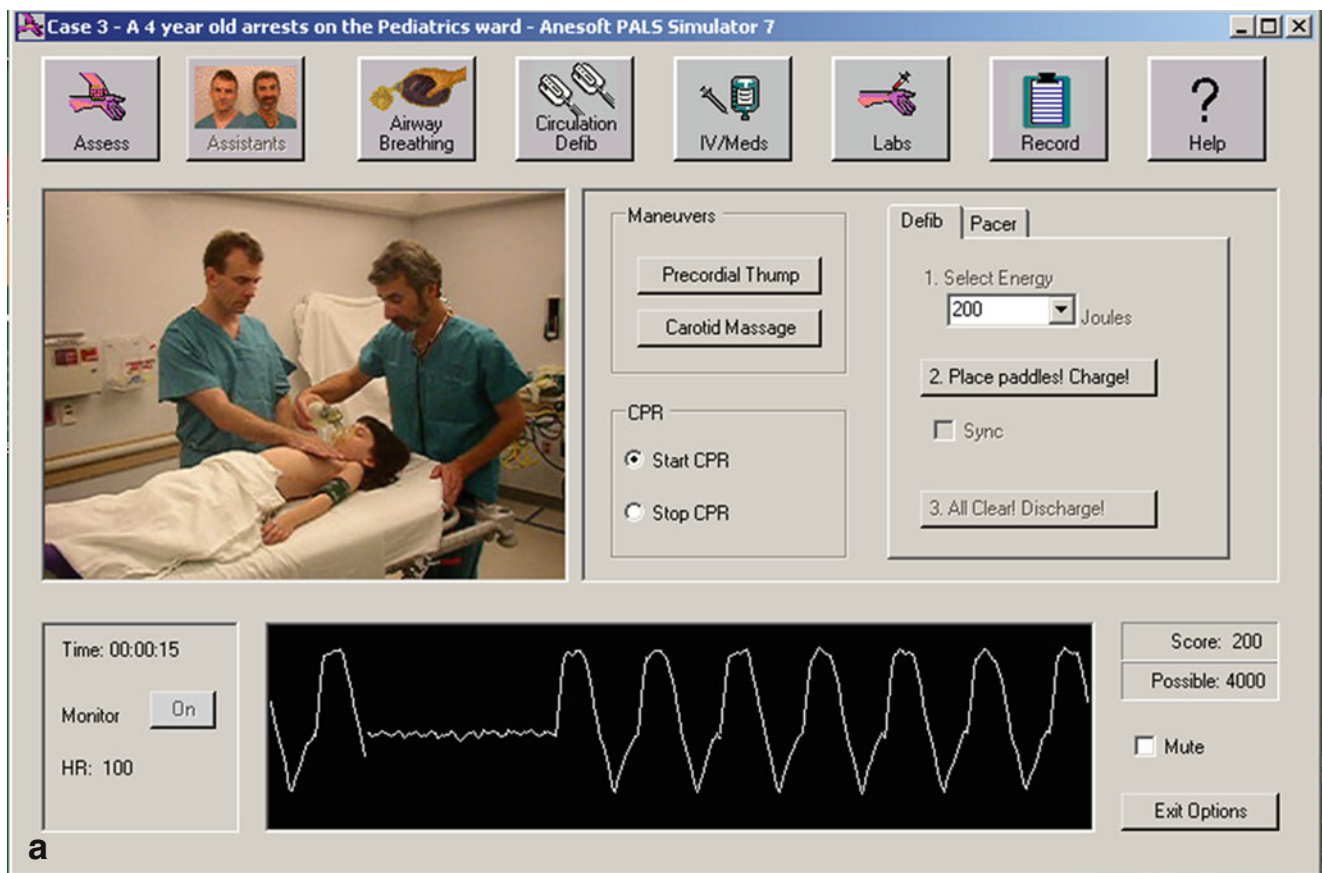 Case 3 - A 4 year old arrests on the Pediatrics ward - Anesoft PALS Simulator 7
Assess
Assistants
Airway
Breathing
Circulation
Defib
IV/Meds
Labs
Record
?
Help
Maneuvers
Precordial Thump
Carotid Massage
CPR
Start CPR
Stop CPR
Defib
Pacer
1. Select Energy
200
Joules
2. Place paddles! Charge!
Sync
3. All Clear! Discharge!
Time: 00:00:15
Monitor
On
HR: 100
Score: 200
Possible: 4000
Mute
Exit Options
a